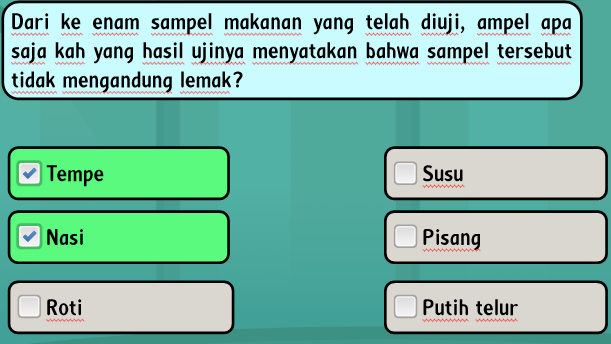 Dari ke enam sampel makanan yang telah diuji, ampel apa
saja kah yang hasil ujinya menyatakan bahwa sampel tersebut
tidak mengandung lemak?
Tempe
Susu
Nasi
Pisang
Roti
Putih telur